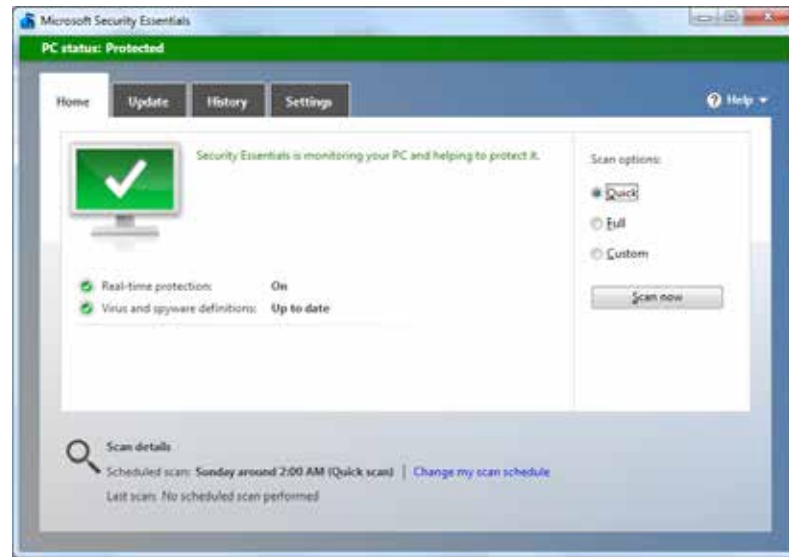 Microsoft Security Essentials
PC status: Protected
Home
Update
History
Settings
Help
Security Essentials is monitoring your PC and helping to protect it.
Real-time protection: On
Virus and spyware definitions: Up to date
Scan options:
Quick
Full
Custom
Scan now
Scan details
Scheduled scan: Sunday around 2:00 AM (Quick scan) | Change my scan schedule
Last scan: No scheduled scan performed